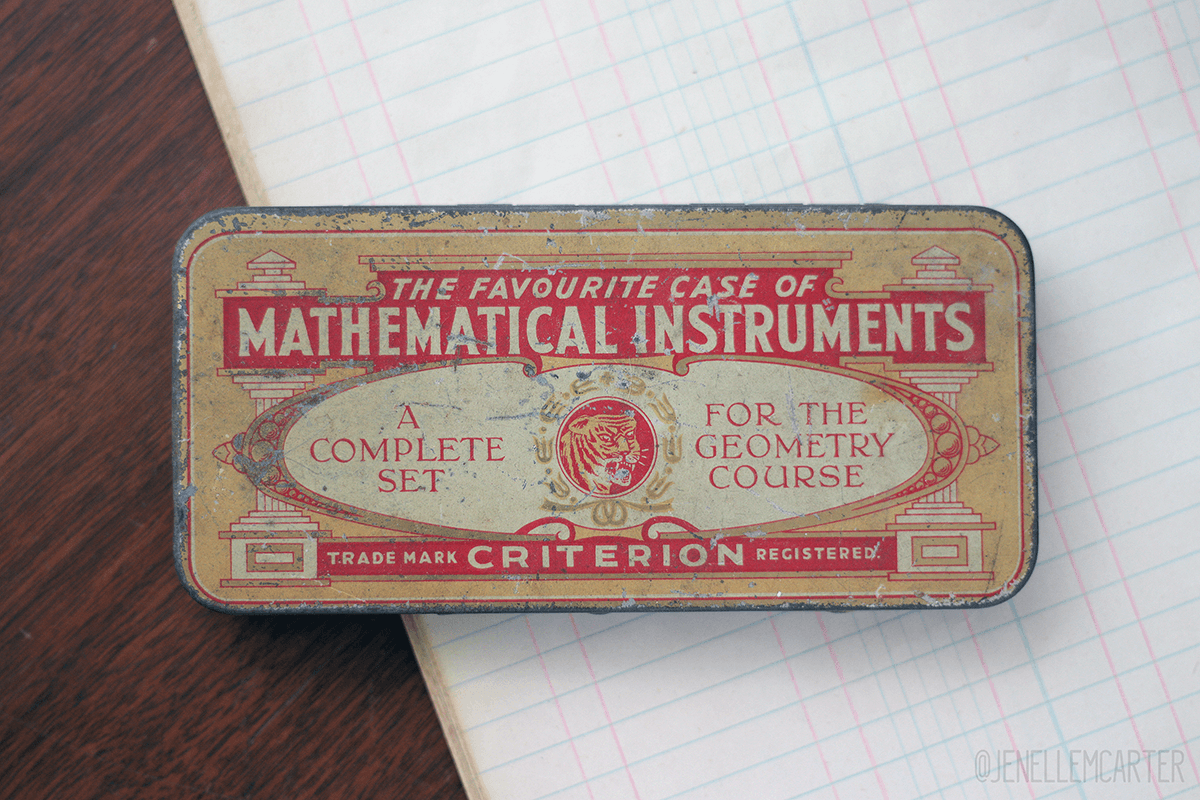 THE FAVOURITE CASE OF
MATHEMATICAL INSTRUMENTS
A
COMPLETE
SET
FOR THE
GEOMETRY
COURSE
TRADE MARK CRITERION REGISTERED.
@JENELLEMCARTER